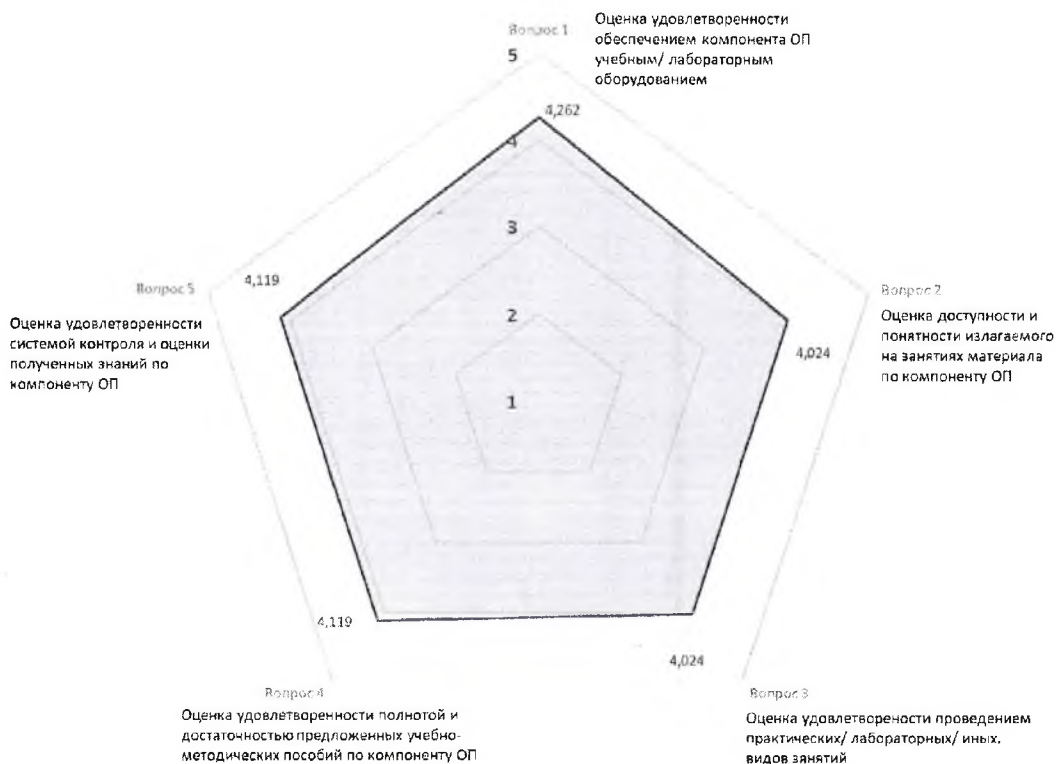 Вопрос 1
Оценка удовлетворенности
обеспечением компонента ОП
учебным/ лабораторным
оборудованием
5
4,262
4
3
2
1
Вопрос 5
4,119
Оценка удовлетворенности
системой контроля и оценки
полученных знаний по
компоненту ОП
Вопрос 2
Оценка доступности и
понятности излагаемого
на занятиях материала
по компоненту ОП
4,024
4,119
Вопрос 4
Оценка удовлетворенности полнотой и
достаточностью предложенных учебно-
методических пособий по компоненту ОП
4,024
Вопрос 3
Оценка удовлетворености проведением
практических/ лабораторных/ иных.
видов занятий